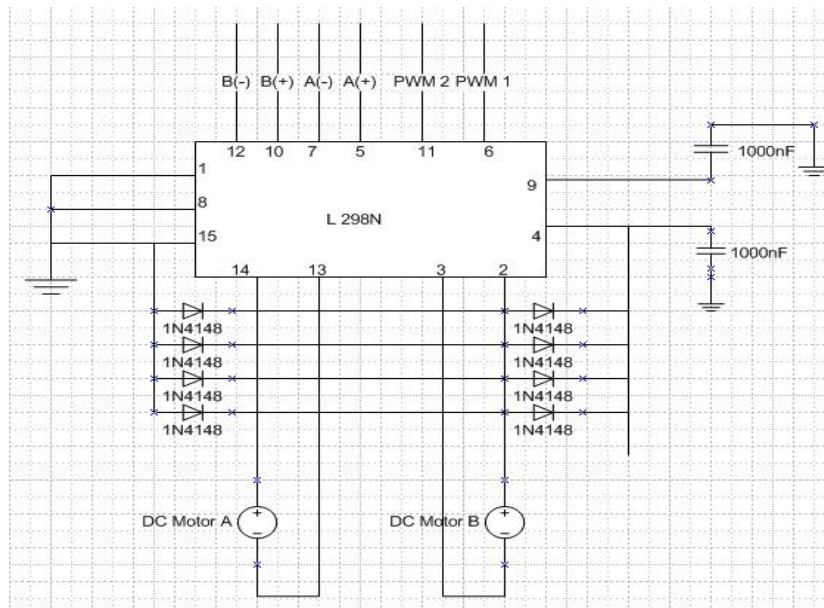 B(-) B(+) A(-) A(+) PWM 2 PWM 1
12 10 7 5 11 6
1
8
15
9
4
L 298N
14 13 3 2
1000nF
1000nF
1N4148 1N4148
1N4148 1N4148
1N4148 1N4148
1N4148 1N4148
DC Motor A + −
DC Motor B + −